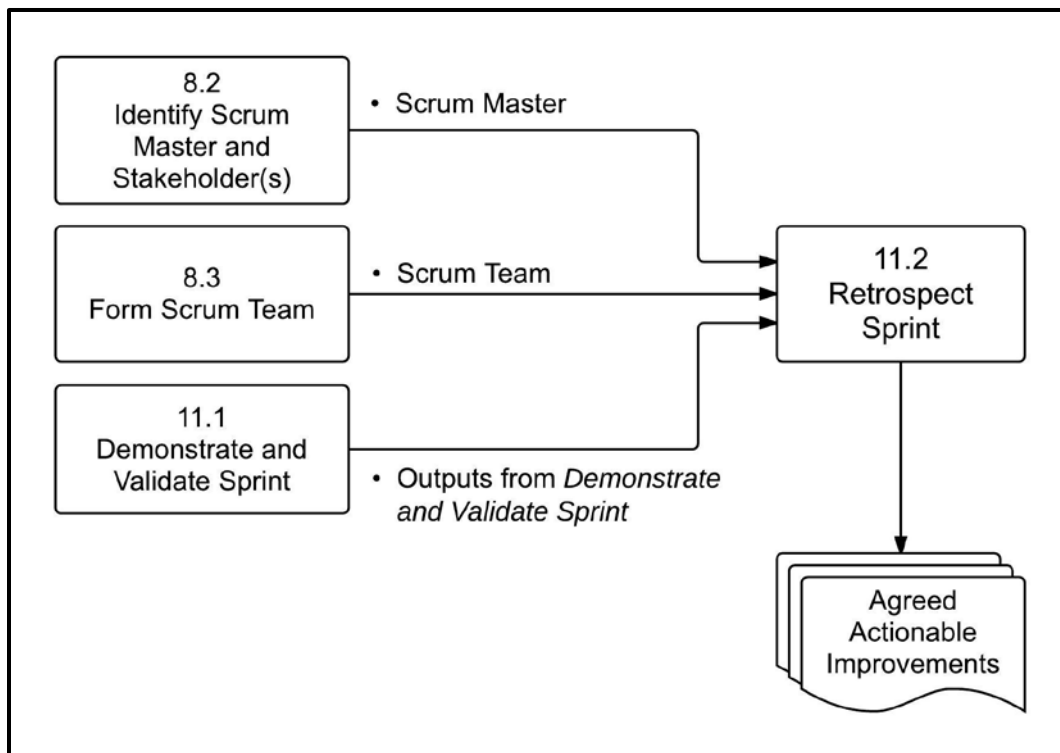 8.2
Identify Scrum
Master and
Stakeholder(s)
• Scrum Master
8.3
Form Scrum Team
• Scrum Team
11.1
Demonstrate and
Validate Sprint
• Outputs from Demonstrate
and Validate Sprint
11.2
Retrospect
Sprint
Agreed
Actionable
Improvements